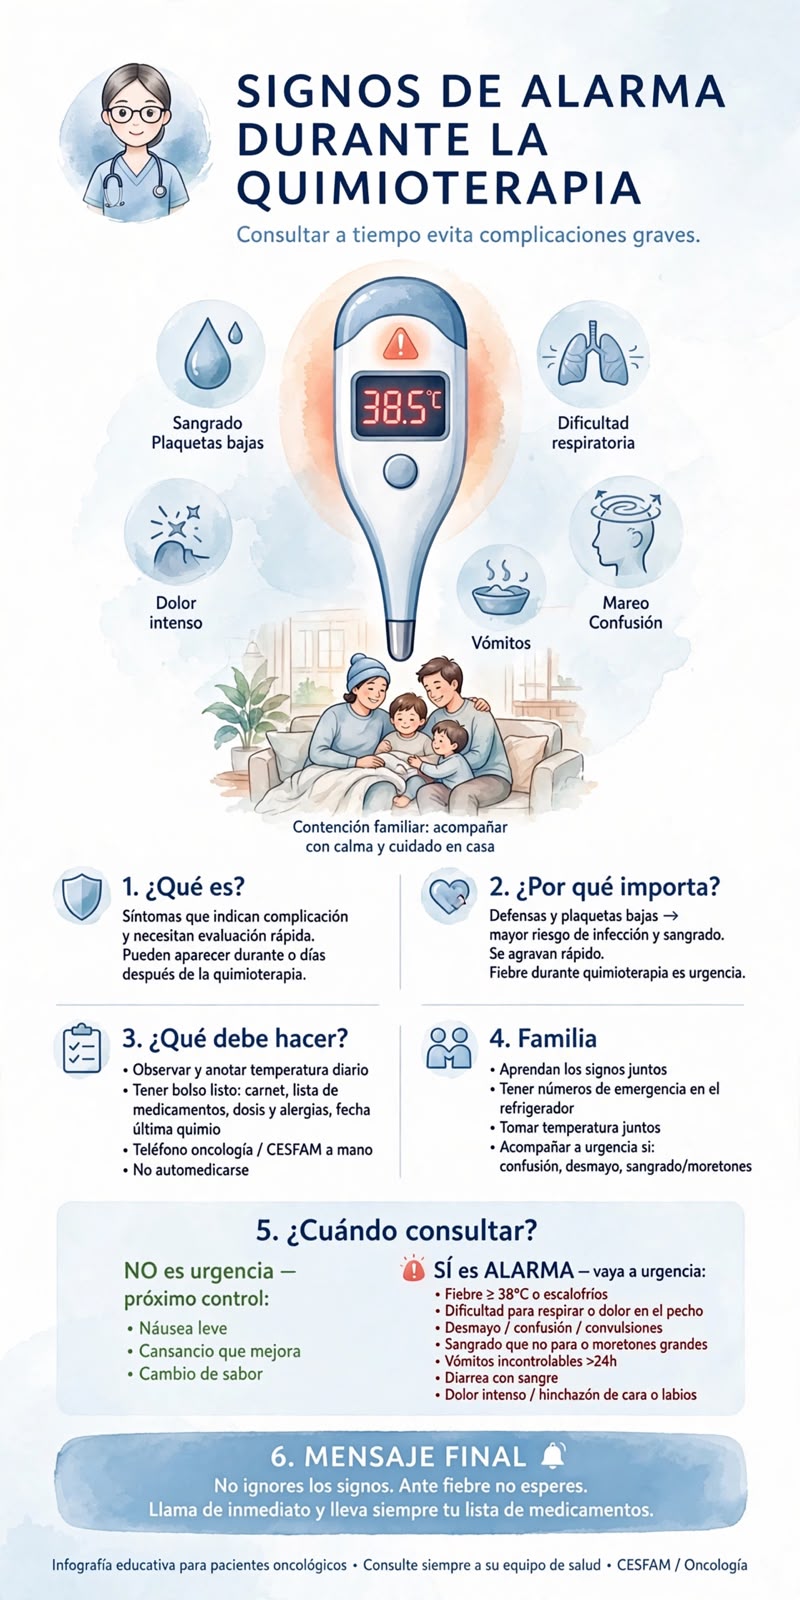 SIGNOS DE ALARMA
DURANTE LA
QUIMIOTERAPIA
Consultar a tiempo evita complicaciones graves.
38.5°C
Sangrado
Plaquetas bajas
Dificultad
respiratoria
Dolor
intenso
Vómitos
Mareo
Confusión
Contención familiar: acompañar
con calma y cuidado en casa
1. ¿Qué es?
Síntomas que indican complicación
y necesitan evaluación rápida.
Pueden aparecer durante o días
después de la quimioterapia.
2. ¿Por qué importa?
Defensas y plaquetas bajas →
mayor riesgo de infección y sangrado.
Se agravan rápido.
Fiebre durante quimioterapia es urgencia.
3. ¿Qué debe hacer?
• Observar y anotar temperatura diario
• Tener bolso listo: carnet, lista de
medicamentos, dosis y alergias, fecha
última quimio
• Teléfono oncología / CESFAM a mano
• No automedicarse
4. Familia
• Aprendan los signos juntos
• Tener números de emergencia en el
refrigerador
• Tomar temperatura juntos
• Acompañar a urgencia si:
confusión, desmayo, sangrado/moretones
5. ¿Cuándo consultar?
NO es urgencia —
próximo control:
• Náusea leve
• Cansancio que mejora
• Cambio de sabor
SÍ es ALARMA — vaya a urgencia:
• Fiebre ≥ 38°C o escalofríos
• Dificultad para respirar o dolor en el pecho
• Desmayo / confusión / convulsiones
• Sangrado que no para o moretones grandes
• Vómitos incontrolables >24h
• Diarrea con sangre
• Dolor intenso / hinchazón de cara o labios
6. MENSAJE FINAL
No ignores los signos. Ante fiebre no esperes.
Llama de inmediato y lleva siempre tu lista de medicamentos.
Infografía educativa para pacientes oncológicos • Consulte siempre a su equipo de salud • CESFAM / Oncología